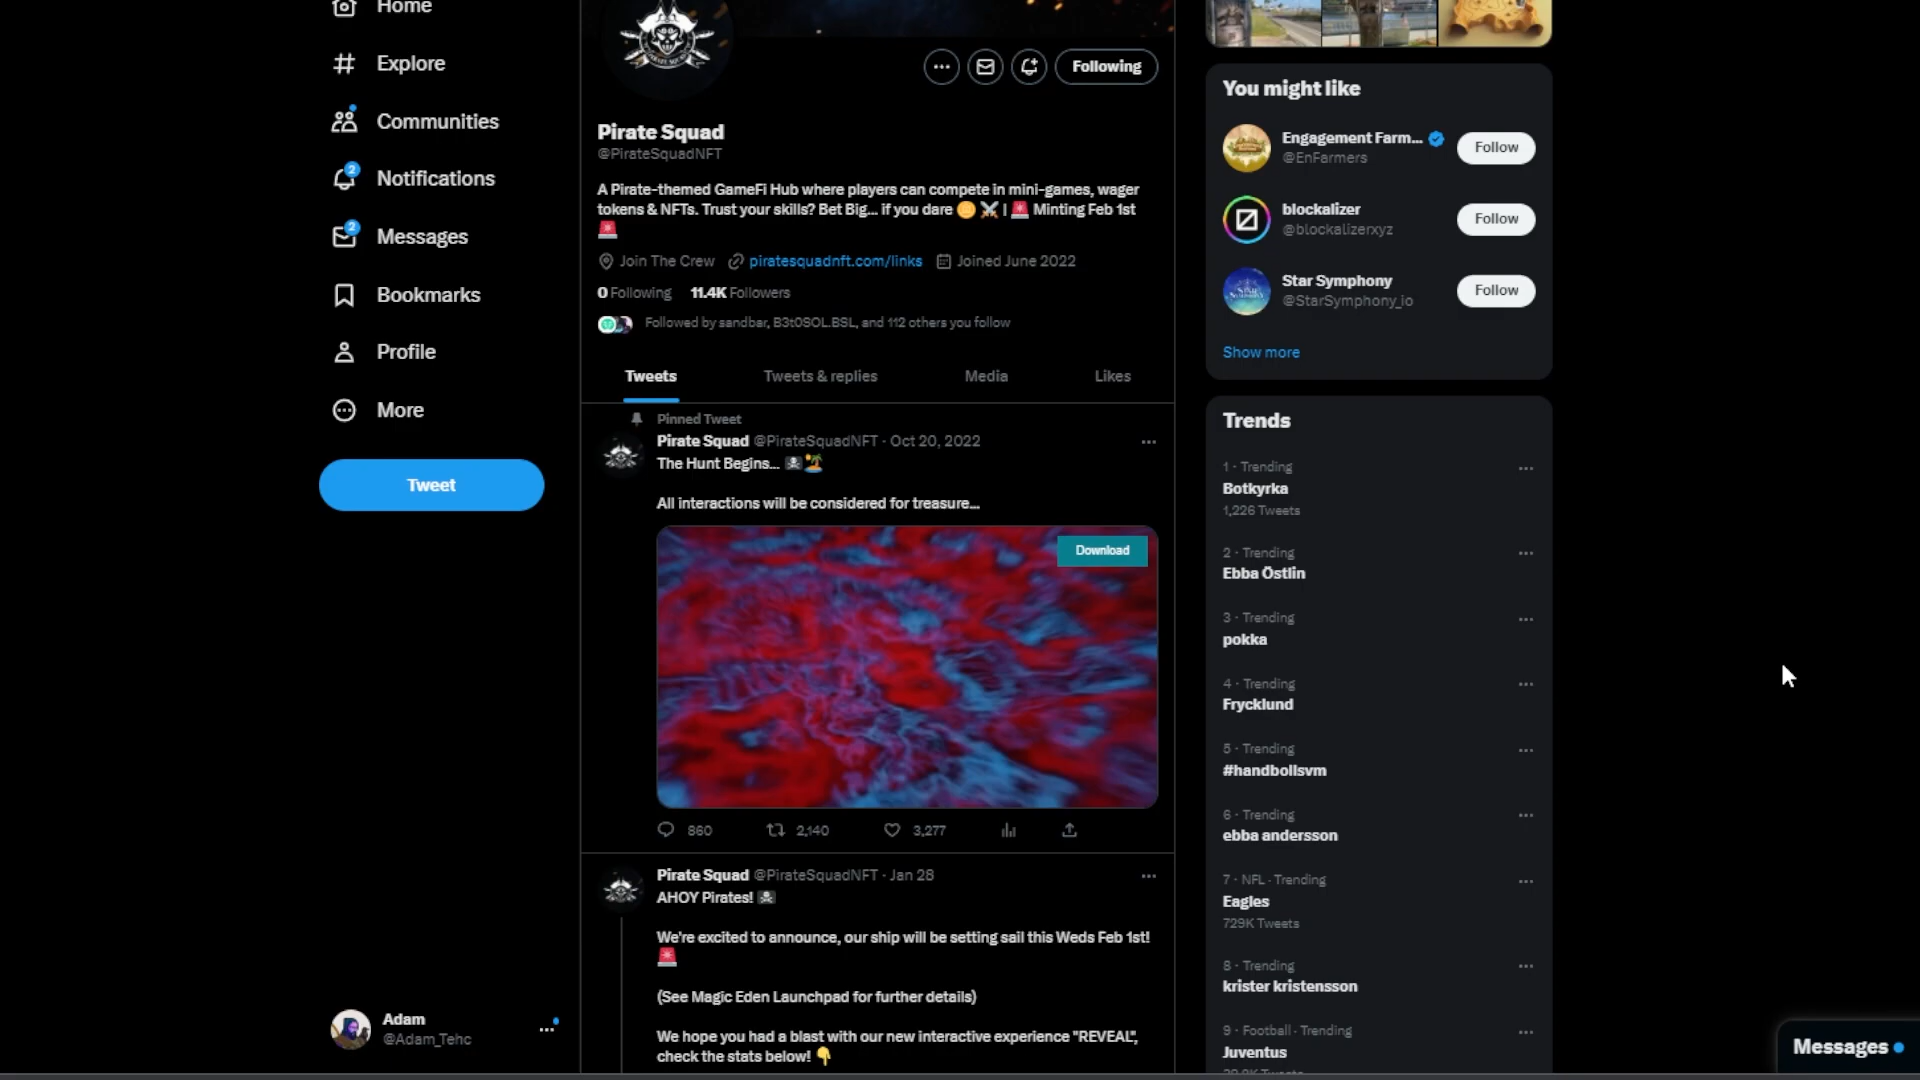 Home
Explore
Communities
2
Notifications
2
Messages
Bookmarks
Profile
More
Tweet
Adam
@Adam_Tehc
PIRATE SQUAD
Following
Pirate Squad
@PirateSquadNFT
A Pirate-themed GameFi Hub where players can compete in mini-games, wager
tokens & NFTs. Trust your skills? Bet Big... if you dare 🪙 ⚔️ | 🚨 Minting Feb 1st
🚨
Join The Crew piratesquadnft.com/links Joined June 2022
0 Following 11.4K Followers
Followed by sandbar, B3t0SOL.BSL, and 112 others you follow
Tweets Tweets & replies Media Likes
Pinned Tweet
Pirate Squad @PirateSquadNFT · Oct 20, 2022
The Hunt Begins... 🏴‍☠️🏝️
All interactions will be considered for treasure...
Download
860 2,140 3,277
Pirate Squad @PirateSquadNFT · Jan 28
AHOY Pirates! 🏴‍☠️
We're excited to announce, our ship will be setting sail this Weds Feb 1st!
🚨
(See Magic Eden Launchpad for further details)
We hope you had a blast with our new interactive experience "REVEAL",
check the stats below! 👇
You might like
Engagement Farm...
@EnFarmers
Follow
blockalizer
@blockalizerxyz
Follow
Star Symphony
@StarSymphony_io
Follow
Show more
Trends
1 · Trending
Botkyrka
1,226 Tweets
2 · Trending
Ebba Östlin
3 · Trending
pokka
4 · Trending
Frycklund
5 · Trending
#handbollsvm
6 · Trending
ebba andersson
7 · NFL · Trending
Eagles
729K Tweets
8 · Trending
krister kristensson
9 · Football · Trending
Juventus
Tweets
Messages